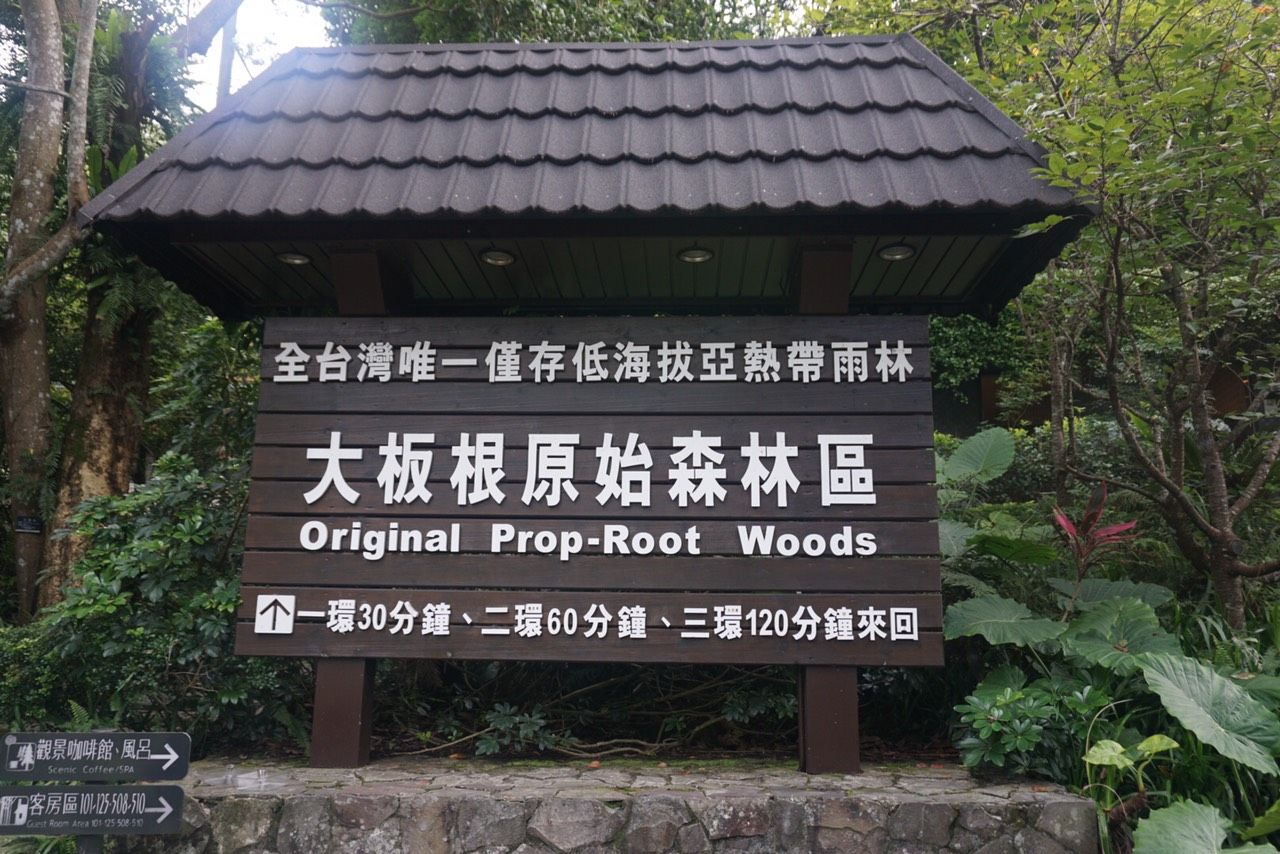 全台灣唯一僅存低海拔亞熱帶雨林
大板根原始森林區
Original Prop-Root Woods
↑一環30分鐘、二環60分鐘、三環120分鐘來回
觀景咖啡館、風呂→
Scenic Coffee/SPA
客房區101-125·508-510→
Guest Room Area 101-125·508-510